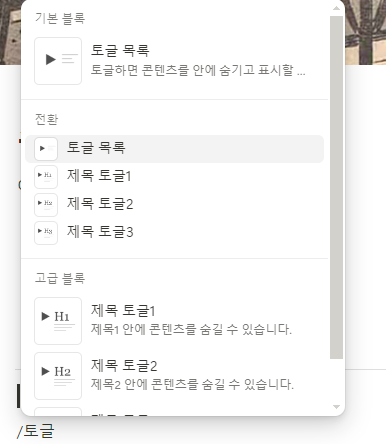 기본 블록
토글 목록
토글하면 콘텐츠를 안에 숨기고 표시할 ...
전환
토글 목록
H1
제목 토글1
H2
제목 토글2
H3
제목 토글3
고급 블록
H1
제목 토글1
제목1 안에 콘텐츠를 숨길 수 있습니다.
H2
제목 토글2
제목2 안에 콘텐츠를 숨길 수 있습니다.
/토글